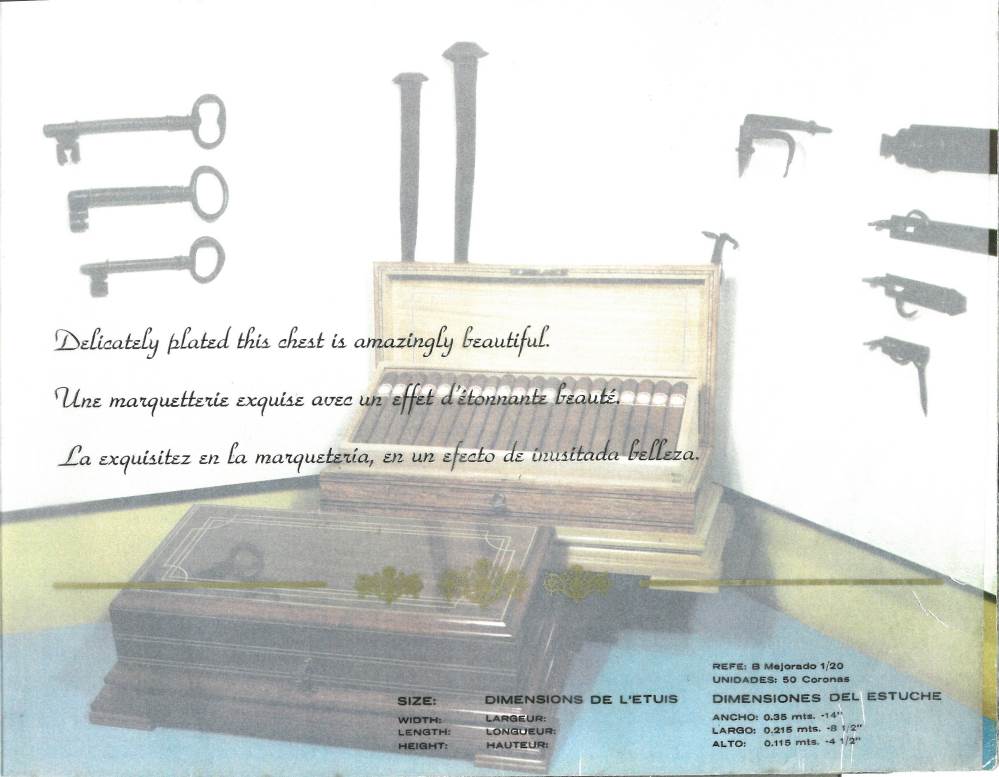 Delicately plated this chest is amazingly beautiful.
Une marquetterie exquise avec un effet d'étonnante beauté.
La exquisitez en la marquetería, en un efecto de inusitada belleza.
REFE: B Mejorado 1/20
UNIDADES: 50 Coronas
SIZE: DIMENSIONS DE L'ETUIS DIMENSIONES DEL ESTUCHE
WIDTH: LARGEUR: ANCHO: 0.35 mts. -14"
LENGTH: LONGUEUR: LARGO: 0.215 mts. -8 1/2"
HEIGHT: HAUTEUR: ALTO: 0.115 mts. -4 1/2"